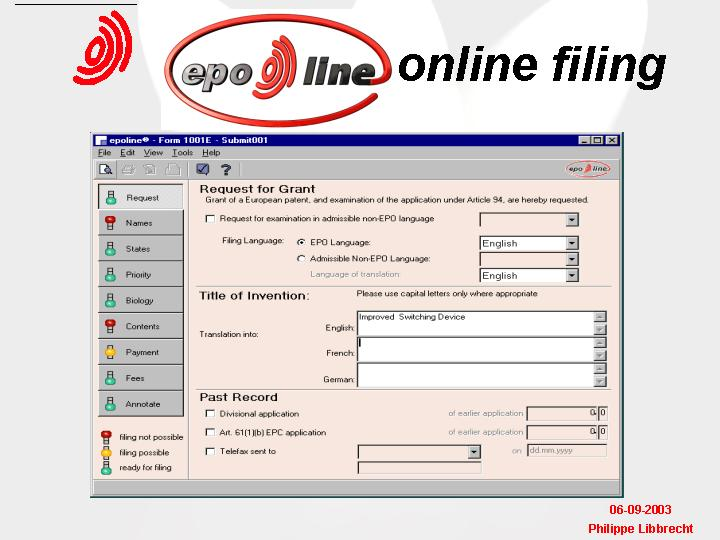 epo line online filing
epoline® - Form 1001E - Submit001
File Edit View Tools Help
epo line
Request
Names
States
Priority
Biology
Contents
Payment
Fees
Annotate
filing not possible
filing possible
ready for filing
Request for Grant
Grant of a European patent, and examination of the application under Article 94, are hereby requested.
Request for examination in admissible non-EPO language
Filing Language: EPO Language: English
Admissible Non-EPO Language:
Language of translation: English
Title of Invention: Please use capital letters only where appropriate
Translation into:
English: Improved Switching Device
French:
German:
Past Record
Divisional application of earlier application 0. 0
Art. 61(1)(b) EPC application of earlier application 0. 0
Telefax sent to on dd.mm.yyyy
06-09-2003
Philippe Libbrecht